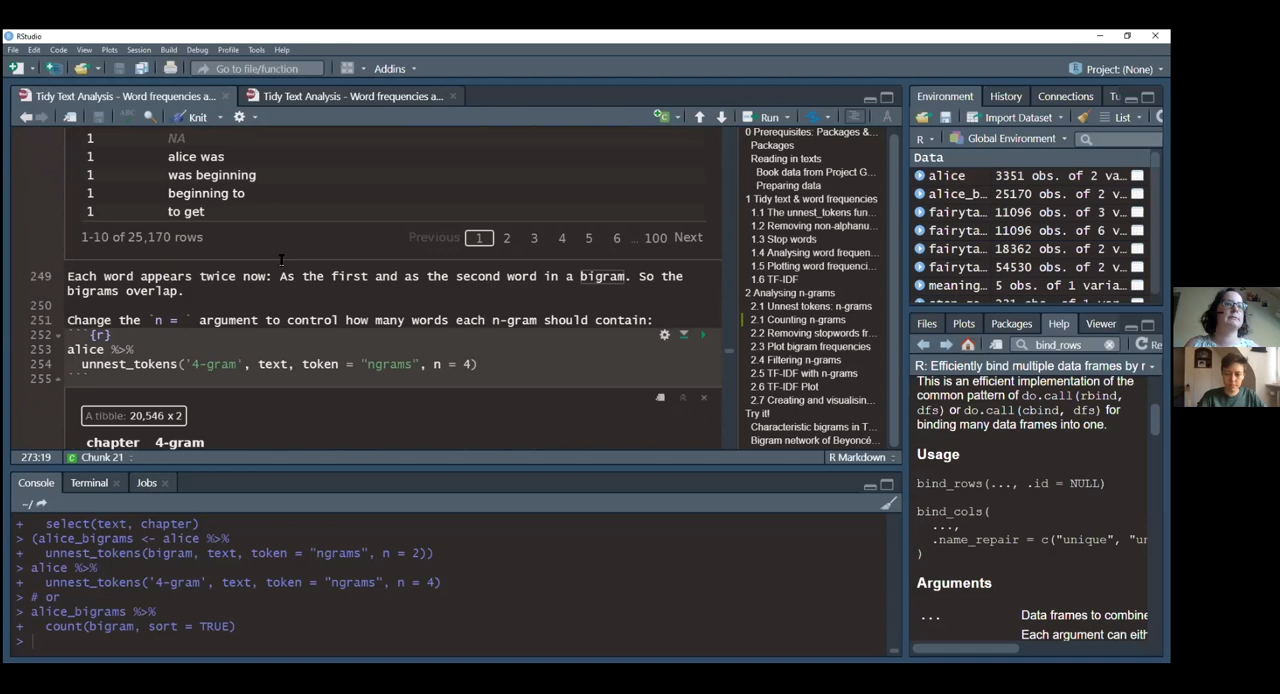 RStudio
File Edit Code View Plots Session Build Debug Profile Tools Help
Go to file/function
Addins
Project: (None)
Tidy Text Analysis - Word frequencies a...
Tidy Text Analysis - Word frequencies a...
Knit
Run
1 NA
1 alice was
1 was beginning
1 beginning to
1 to get
1-10 of 25,170 rows
Previous 1 2 3 4 5 6 ... 100 Next
249 Each word appears twice now: As the first and as the second word in a bigram. So the
bigrams overlap.
250
251 Change the `n = ` argument to control how many words each n-gram should contain:
252 ```{r}
253 alice %>%
254 unnest_tokens('4-gram', text, token = "ngrams", n = 4)
255 ```
A tibble: 20,546 x 2
chapter 4-gram
273:19 Chunk 21 R Markdown
0 Prerequisites: Packages &...
Packages
Reading in texts
Book data from Project G...
Preparing data
1 Tidy text & word frequencies
1.1 The unnest_tokens fun...
1.2 Removing non-alphanu...
1.3 Stop words
1.4 Analysing word frequen...
1.5 Plotting word frequenci...
1.6 TF-IDF
2 Analysing n-grams
2.1 Unnest tokens: n-grams
2.1 Counting n-grams
2.2 Removing stopwords fr...
2.3 Plot bigram frequencies
2.4 Filtering n-grams
2.5 TF-IDF with n-grams
2.6 TF-IDF Plot
2.7 Creating and visualisin...
Try it!
Characteristic bigrams in T...
Bigram network of Beyoncé...
Console Terminal Jobs
~/
+ select(text, chapter)
> (alice_bigrams <- alice %>%
+ unnest_tokens(bigram, text, token = "ngrams", n = 2))
> alice %>%
+ unnest_tokens('4-gram', text, token = "ngrams", n = 4)
> # or
> alice_bigrams %>%
+ count(bigram, sort = TRUE)
>
Environment History Connections Tu
Import Dataset List
R Global Environment
Data
alice 3351 obs. of 2 va…
alice_b… 25170 obs. of 2 v…
fairyta… 11096 obs. of 3 v…
fairyta… 11096 obs. of 6 v…
fairyta… 18362 obs. of 2 v…
fairyta… 54530 obs. of 2 v…
meaning… 5 obs. of 1 varia…
Files Plots Packages Help Viewer
bind_rows
Re
R: Efficiently bind multiple data frames by r
This is an efficient implementation of the
common pattern of do.call(rbind,
dfs) or do.call(cbind, dfs) for
binding many data frames into one.
Usage
bind_rows(..., .id = NULL)
bind_cols(
...,
.name_repair = c("unique", "un
)
Arguments
... Data frames to combine
Each argument can eith